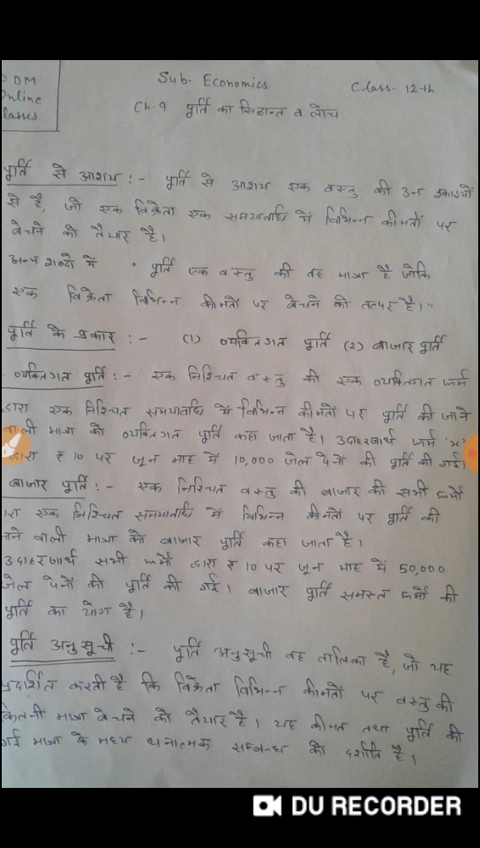 DDM
Online
Classes
Sub- Economics
Class- 12th
Ch-9 पूर्ति का सिद्धान्त व लोच
पूर्ति से आशय :- पूर्ति से आशय एक वस्तु की उन इकाइयों
से है, जो एक विक्रेता एक समयावधि में विभिन्न कीमतों पर
बेचने को तैयार है।
अन्य शब्दों में "पूर्ति एक वस्तु की वह मात्रा है जोकि
एक विक्रेता विभिन्न कीमतों पर बेचने को तत्पर है।"
पूर्ति के प्रकार :- (1) व्यक्तिगत पूर्ति (2) बाजार पूर्ति
व्यक्तिगत पूर्ति :- एक निश्चित वस्तु की एक व्यक्तिगत फर्म
द्वारा एक निश्चित समयावधि में विभिन्न कीमतों पर पूर्ति की जाने
वाली मात्रा को व्यक्तिगत पूर्ति कहा जाता है। उदाहरणार्थ फर्म 'x'
द्वारा ₹ 10 पर जून माह में 10,000 जेल पेनों की पूर्ति की गई।
बाजार पूर्ति :- एक निश्चित वस्तु की बाजार की सभी फर्मों
द्वारा एक निश्चित समयावधि में विभिन्न कीमतों पर पूर्ति की
जाने वाली मात्रा को बाजार पूर्ति कहा जाता है।
उदाहरणार्थ सभी फर्मों द्वारा ₹ 10 पर जून माह में 50,000
जेल पेनों की पूर्ति की गई। बाजार पूर्ति समस्त फर्मों की
पूर्ति का योग है।
पूर्ति अनुसूची :- पूर्ति अनुसूची वह तालिका है, जो यह
प्रदर्शित करती है कि विक्रेता विभिन्न कीमतों पर वस्तु की
कितनी मात्रा बेचने को तैयार है। यह कीमत तथा पूर्ति की
गई मात्रा के मध्य धनात्मक सम्बन्ध को दर्शाती है।
DU RECORDER